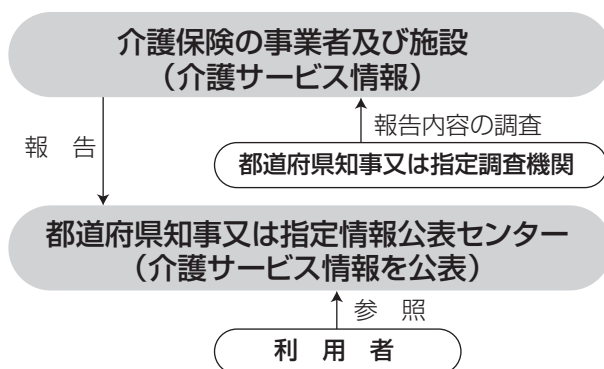 介護保険の事業者及び施設
（介護サービス情報）
報　告
報告内容の調査
都道府県知事又は指定調査機関
都道府県知事又は指定情報公表センター
（介護サービス情報を公表）
参　照
利　用　者